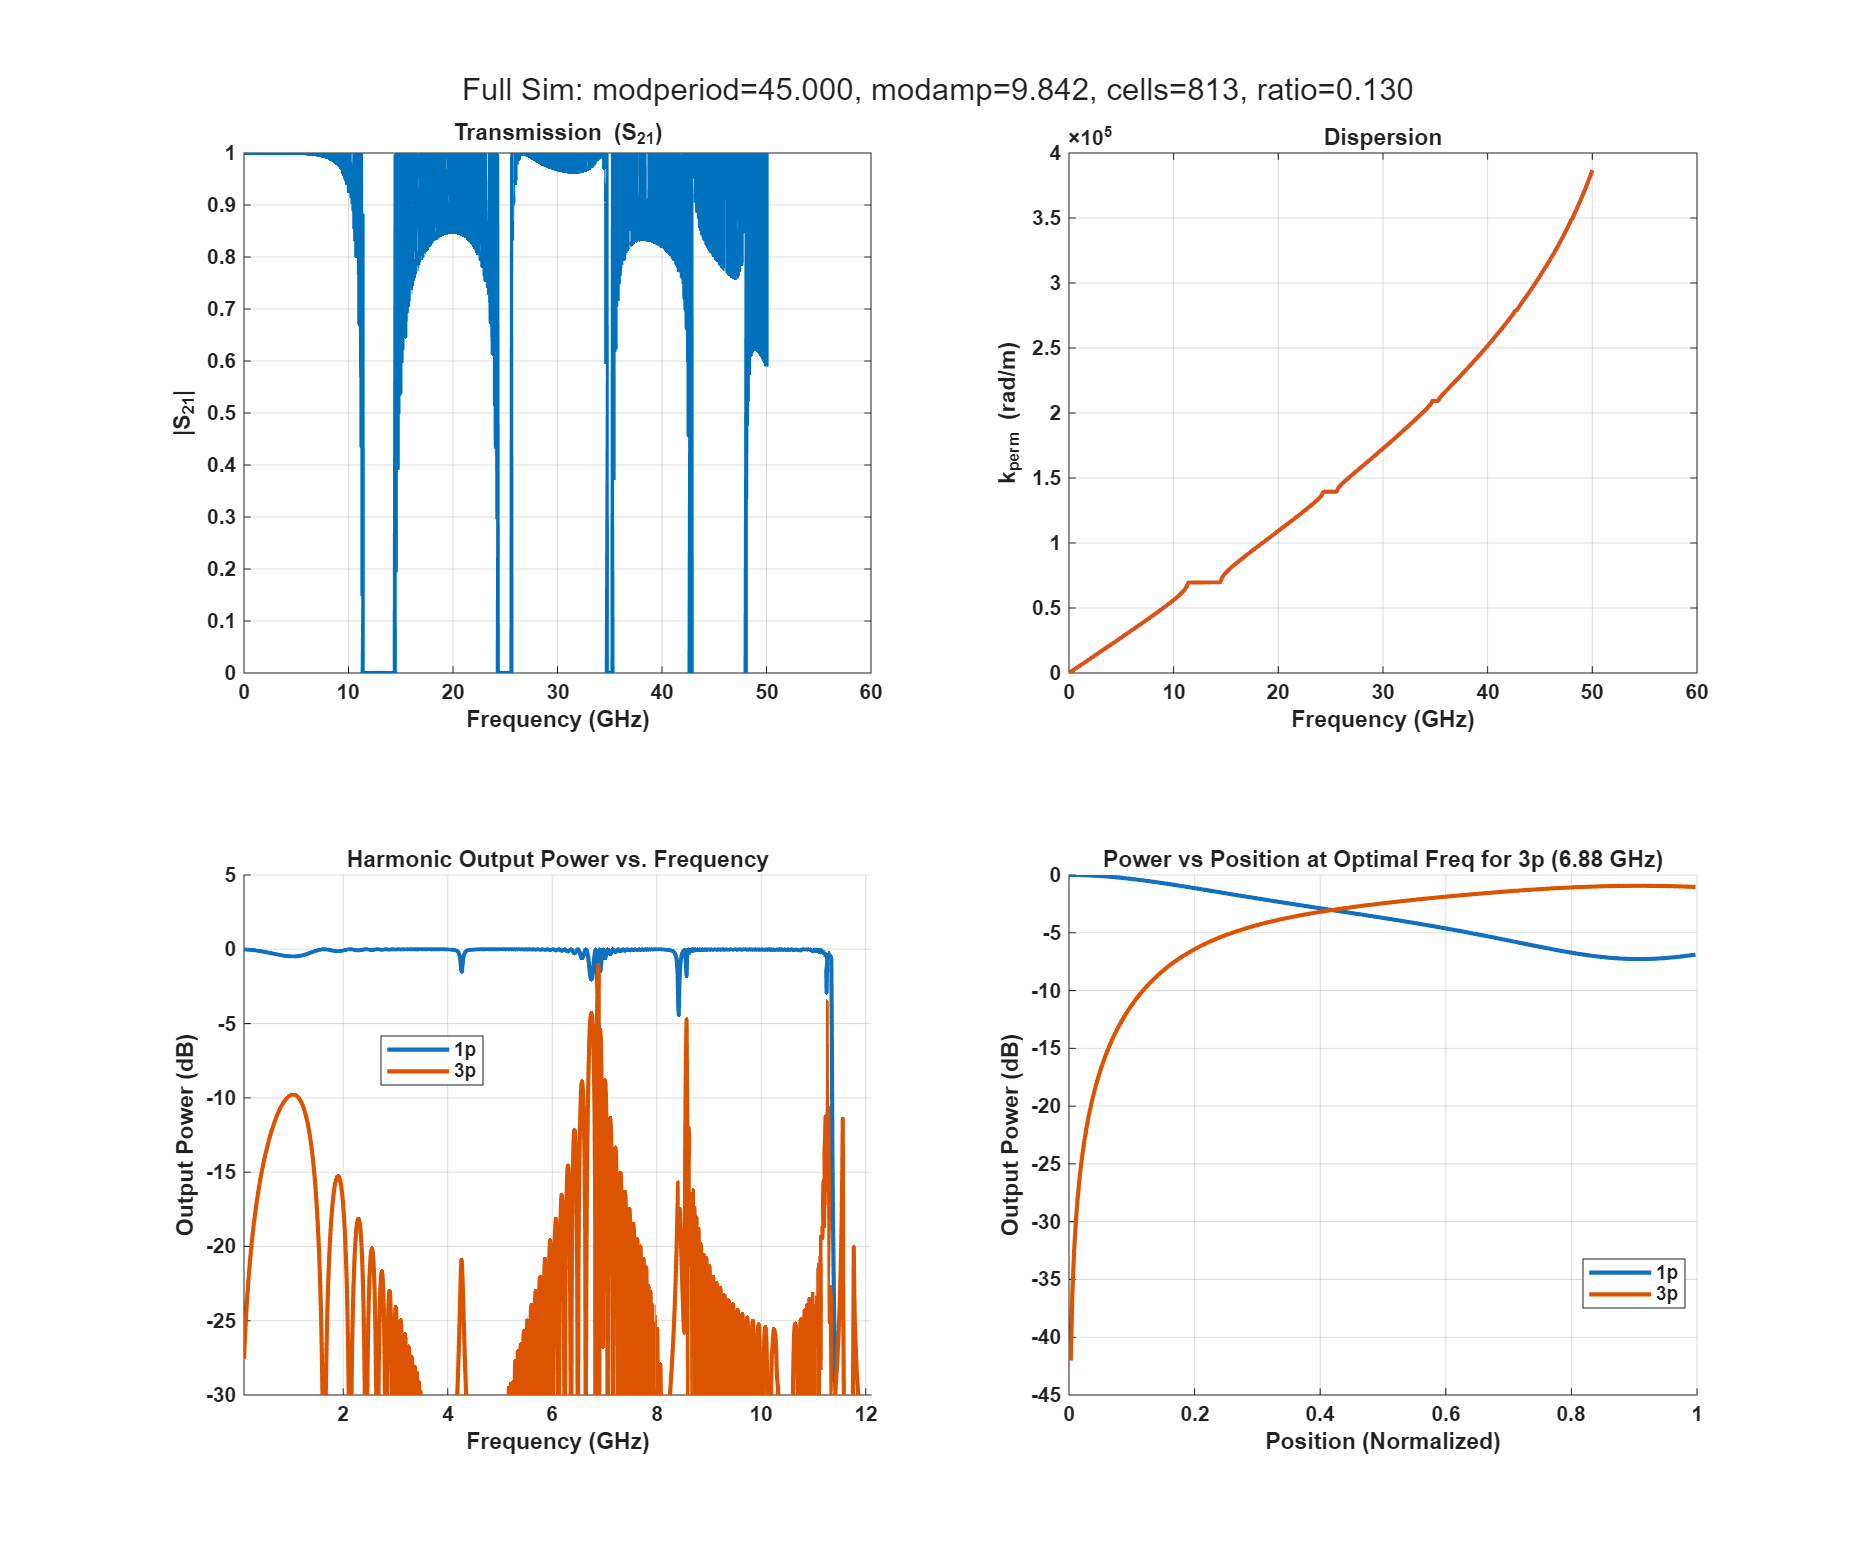 Full Sim: modperiod=45.000, modamp=9.842, cells=813, ratio=0.130
Transmission (S21)
1
0.9
0.8
0.7
0.6
0.5
0.4
0.3
0.2
0.1
0
|S21|
0 10 20 30 40 50 60
Frequency (GHz)
×10⁵
Dispersion
4
3.5
3
2.5
2
1.5
1
0.5
0
kperm (rad/m)
0 10 20 30 40 50 60
Frequency (GHz)
Harmonic Output Power vs. Frequency
5
0
-5
-10
-15
-20
-25
-30
Output Power (dB)
1p
3p
2 4 6 8 10 12
Frequency (GHz)
Power vs Position at Optimal Freq for 3p (6.88 GHz)
0
-5
-10
-15
-20
-25
-30
-35
-40
-45
Output Power (dB)
1p
3p
0 0.2 0.4 0.6 0.8 1
Position (Normalized)